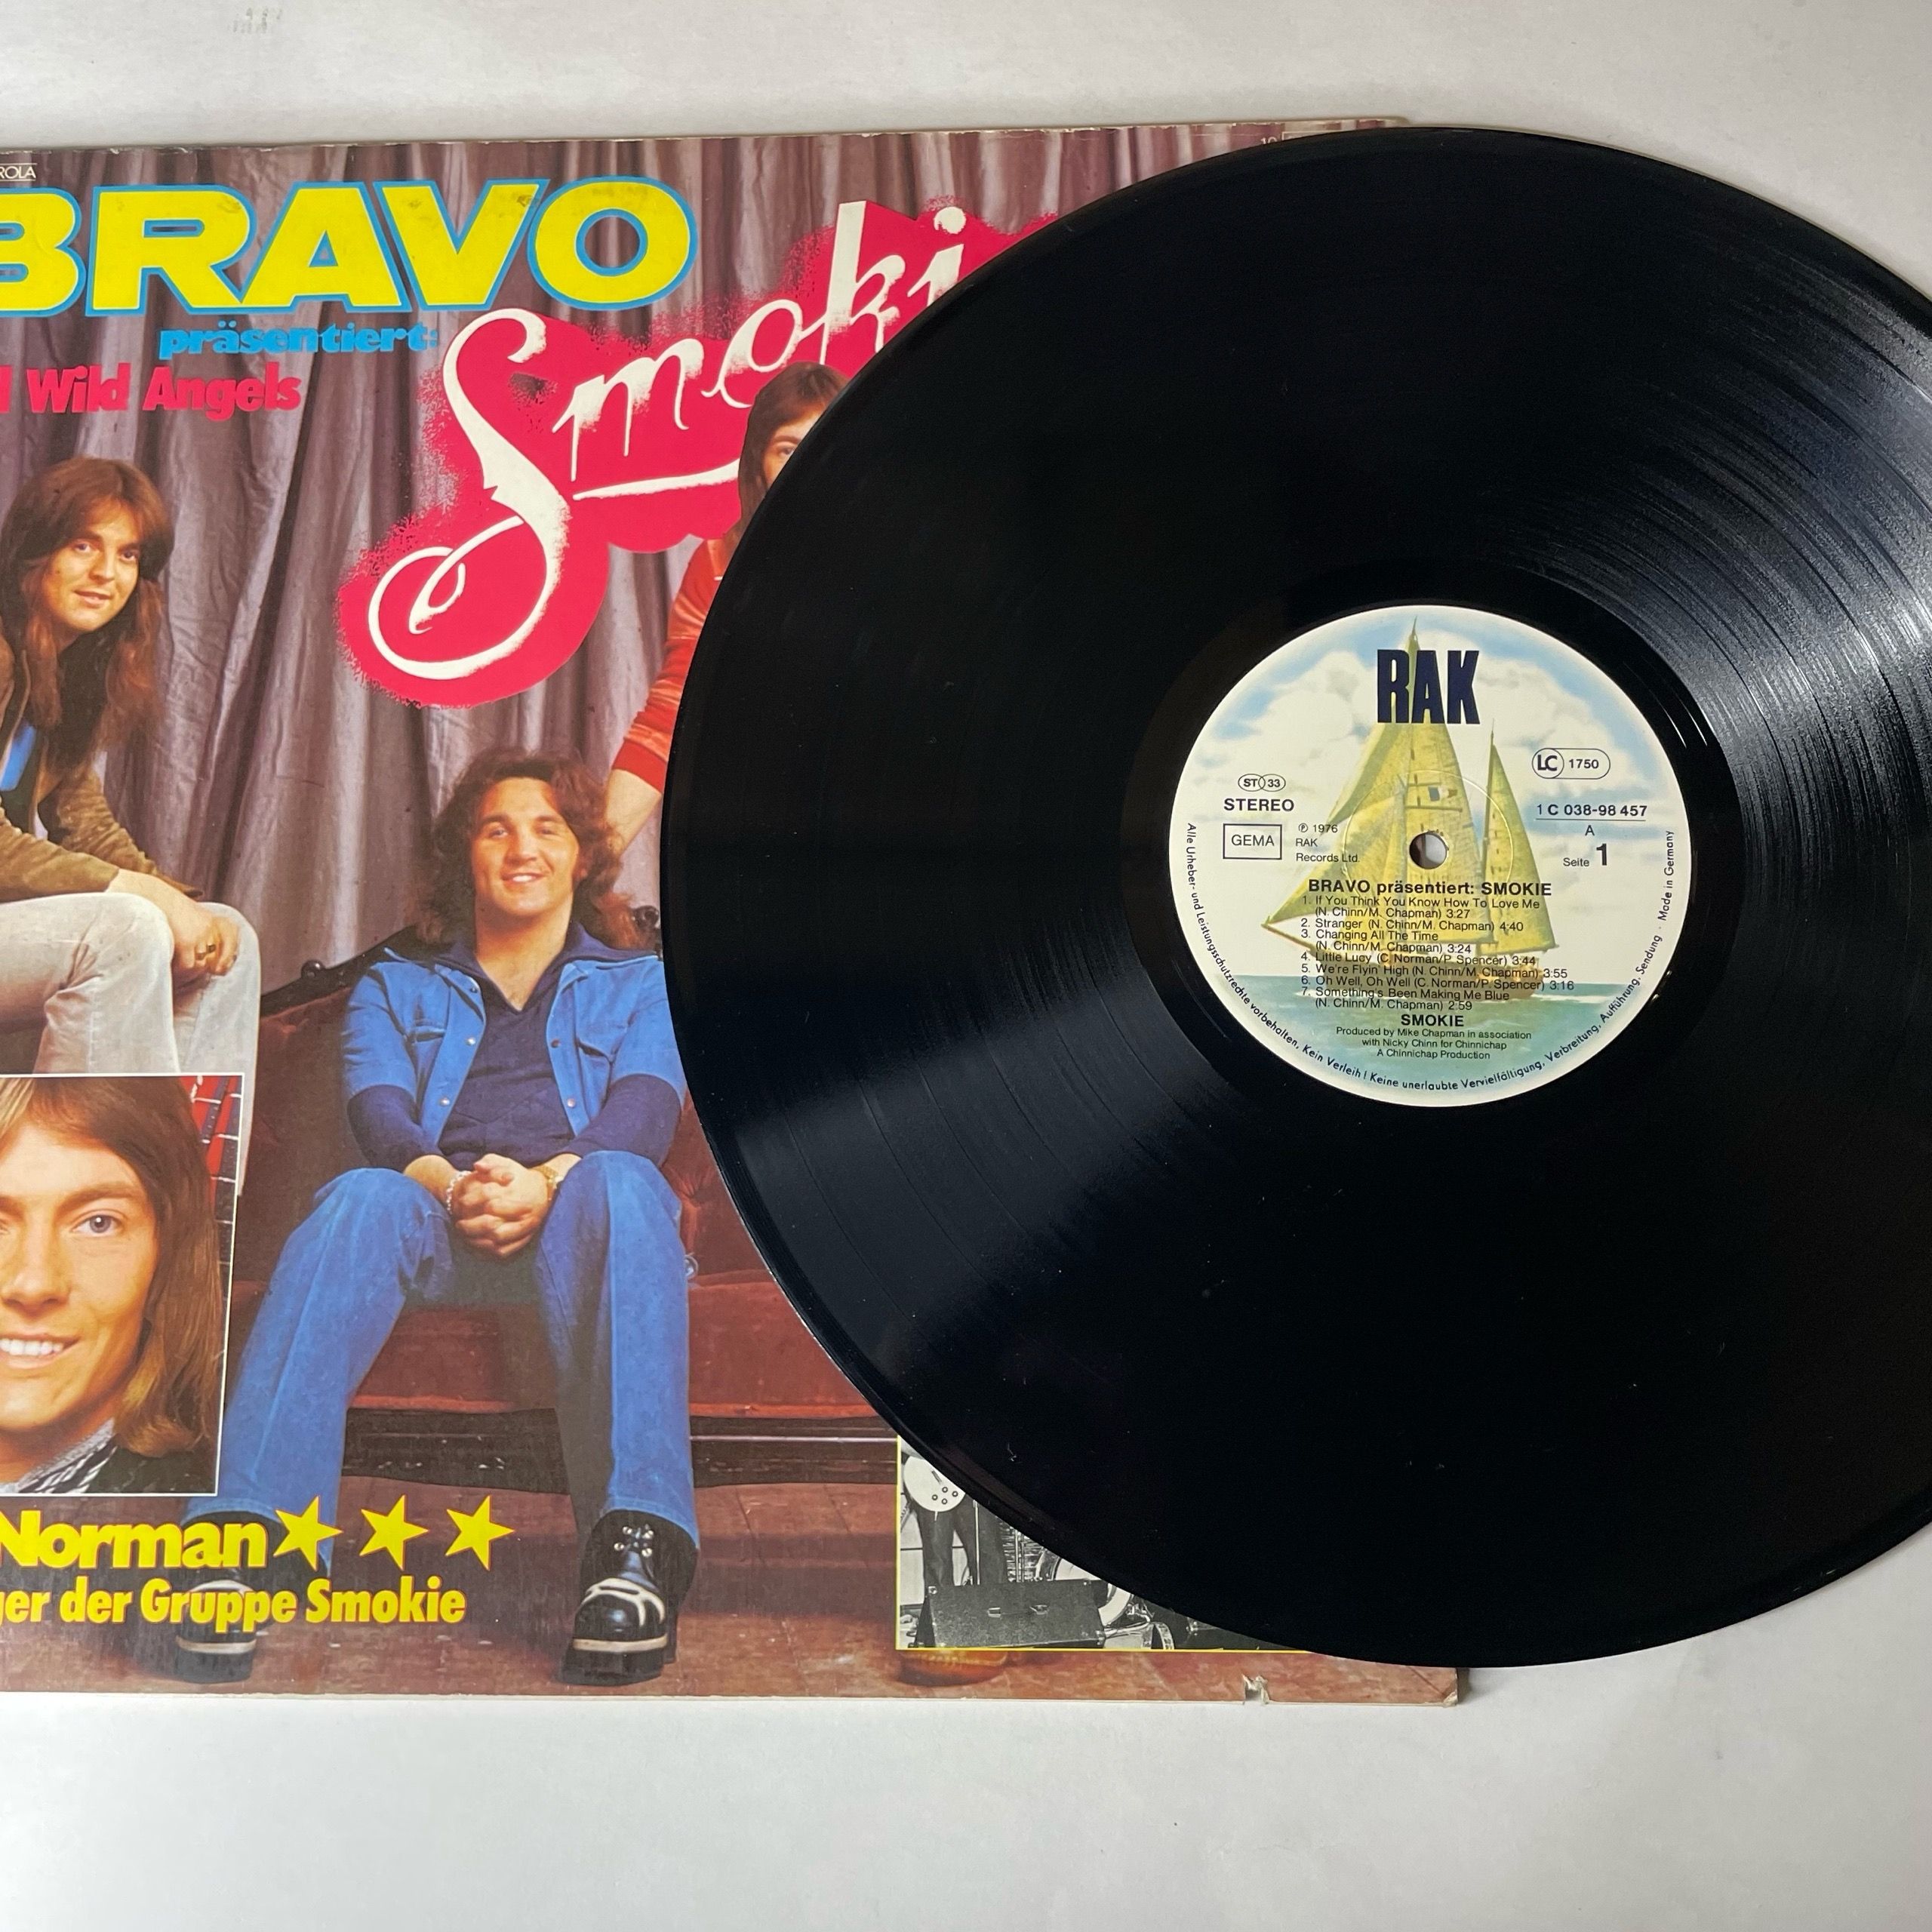 ROLA
BRAVO
präsentiert:
Wild Angels
Smoki
10
Norman
ger der Gruppe Smokie
RAK
ST 33
STEREO
GEMA
℗ 1976
RAK
Records Ltd.
LC 1750
1 C 038-98 457
A
Seite 1
BRAVO präsentiert: SMOKIE
1. If You Think You Know How To Love Me
(N. Chinn/M. Chapman) 3:27
2. Stranger (N. Chinn/M. Chapman) 4:40
3. Changing All The Time
(N. Chinn/M. Chapman) 3:24
4. Little Lucy (C. Norman/P. Spencer) 3:44
5. We're Flyin' High (N. Chinn/M. Chapman) 3:55
6. Oh Well, Oh Well (C. Norman/P. Spencer) 3:16
7. Something's Been Making Me Blue
(N. Chinn/M. Chapman) 2:59
SMOKIE
Produced by Mike Chapman in association
with Nicky Chinn for Chinnichap
A Chinnichap Production
Alle Urheber- und Leistungsschutzrechte vorbehalten. Kein Verleih! Keine unerlaubte Vervielfältigung, Verbreitung, Aufführung, Sendung · Made in Germany